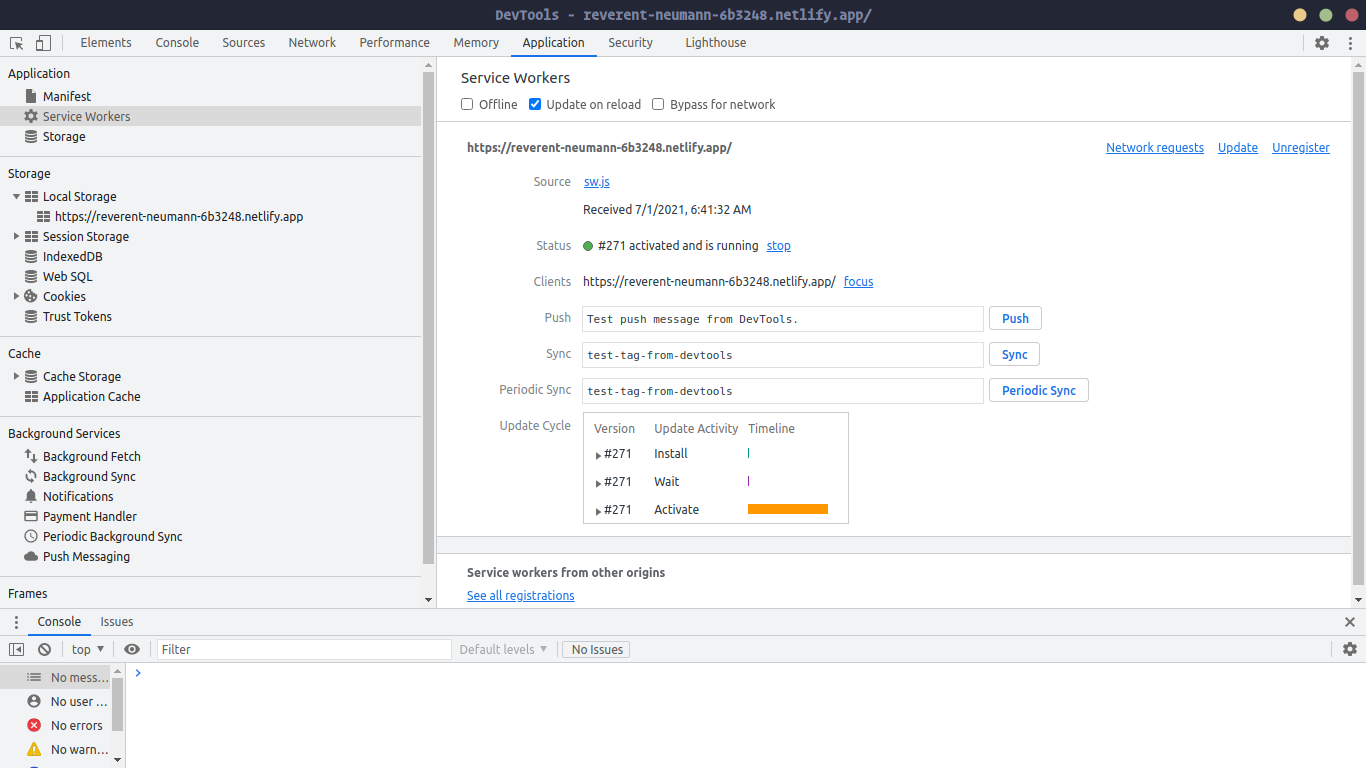 DevTools - reverent-neumann-6b3248.netlify.app/
Elements Console Sources Network Performance Memory Application Security Lighthouse
Application
Manifest
Service Workers
Storage
Storage
Local Storage
https://reverent-neumann-6b3248.netlify.app
Session Storage
IndexedDB
Web SQL
Cookies
Trust Tokens
Cache
Cache Storage
Application Cache
Background Services
Background Fetch
Background Sync
Notifications
Payment Handler
Periodic Background Sync
Push Messaging
Frames
Service Workers
Offline Update on reload Bypass for network
https://reverent-neumann-6b3248.netlify.app/ Network requests Update Unregister
Source sw.js
Received 7/1/2021, 6:41:32 AM
Status #271 activated and is running stop
Clients https://reverent-neumann-6b3248.netlify.app/ focus
Push Test push message from DevTools. Push
Sync test-tag-from-devtools Sync
Periodic Sync test-tag-from-devtools Periodic Sync
Update Cycle Version Update Activity Timeline
#271 Install
#271 Wait
#271 Activate
Service workers from other origins
See all registrations
Console Issues
top Filter Default levels No Issues
No mess...
No user ...
No errors
No warn...